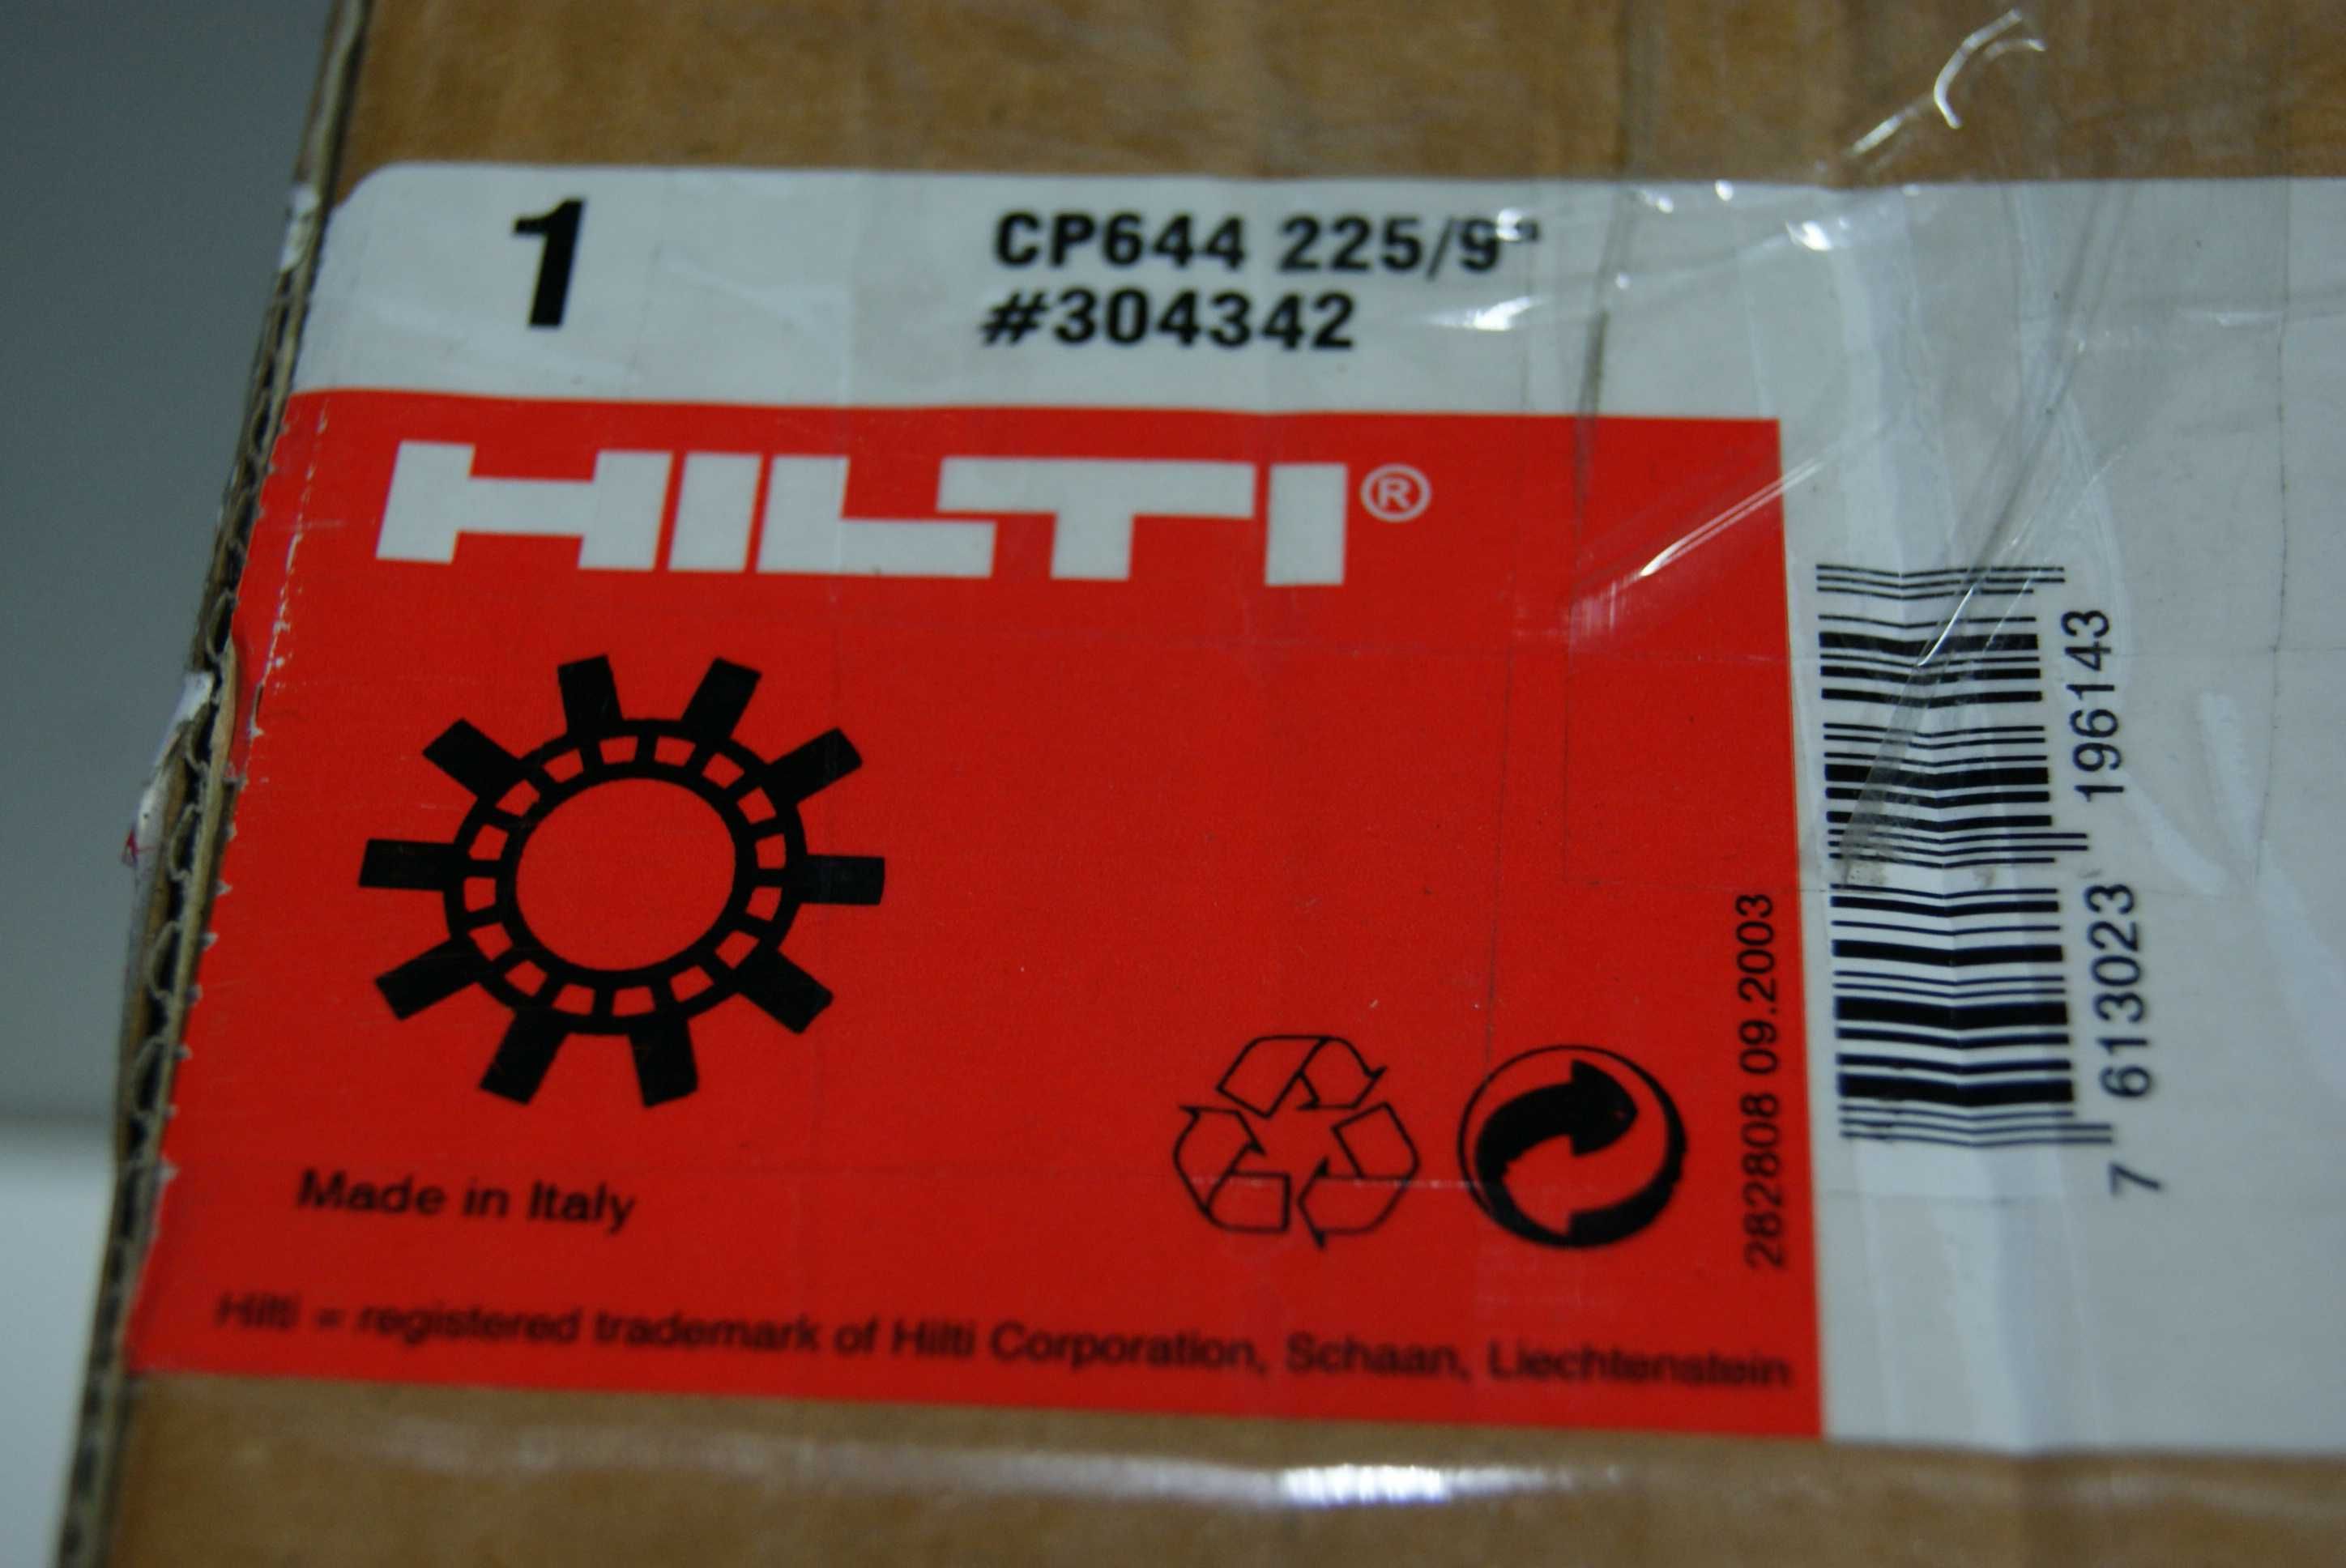 1
CP644 225/9"
#304342
HILTI®
Made in Italy
Hilti = registered trademark of Hilti Corporation, Schaan, Liechtenstein
282808 09.2003
7 613023 196143